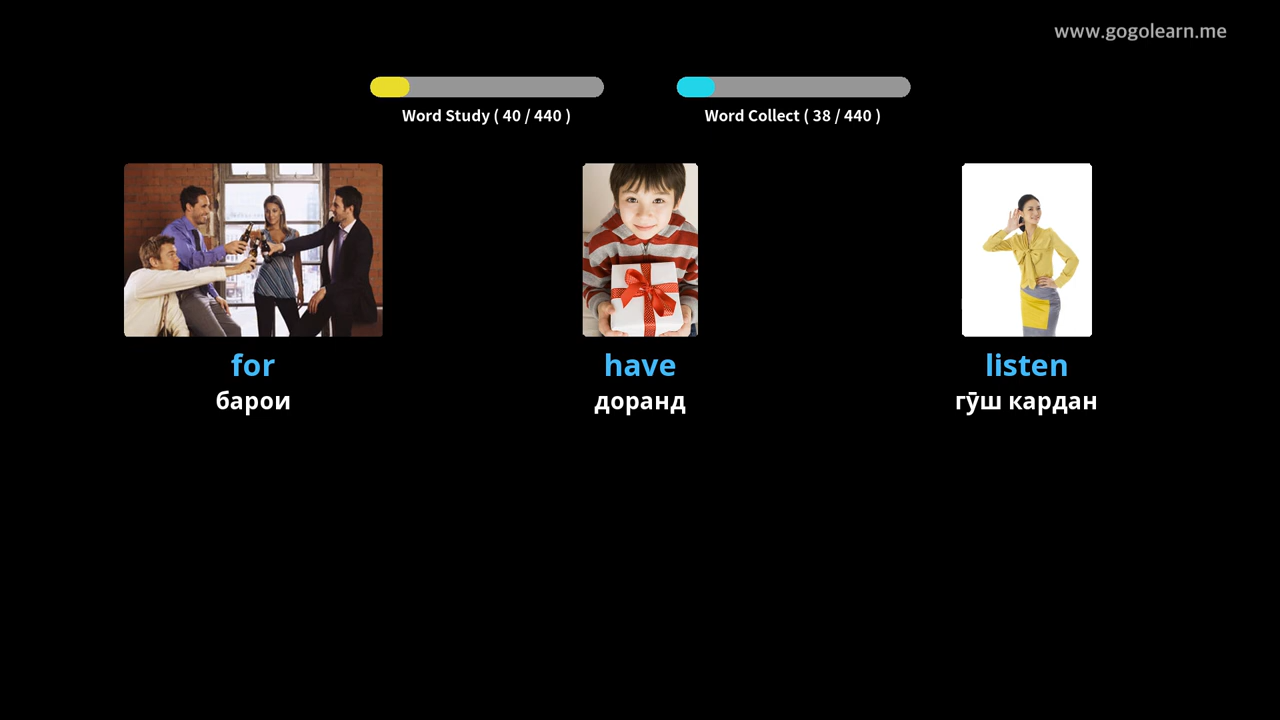 www.gogolearn.me
Word Study ( 40 / 440 )
Word Collect ( 38 / 440 )
for
have
listen
барои
доранд
гӯш кардан